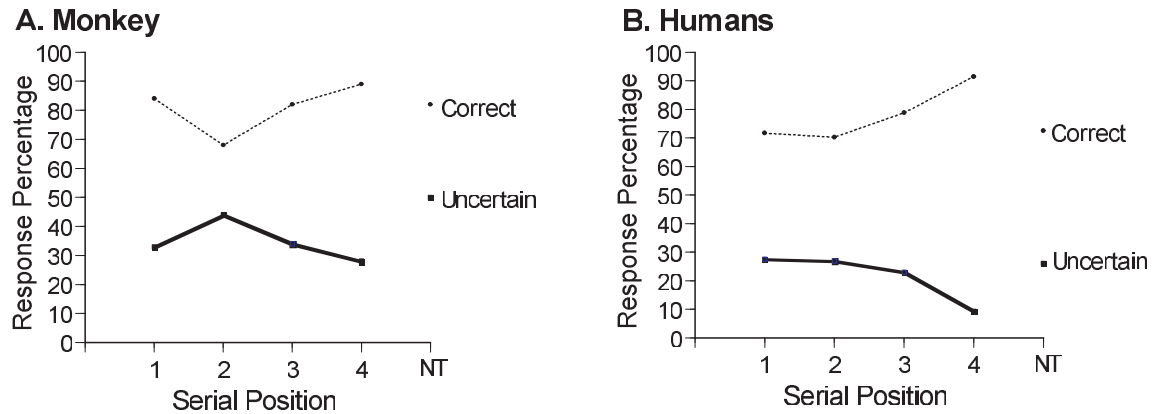 A. Monkey
Response Percentage
100
90
80
70
60
50
40
30
20
10
0
Correct
Uncertain
1 2 3 4 NT
Serial Position
B. Humans
Response Percentage
100
90
80
70
60
50
40
30
20
10
0
Correct
Uncertain
1 2 3 4 NT
Serial Position